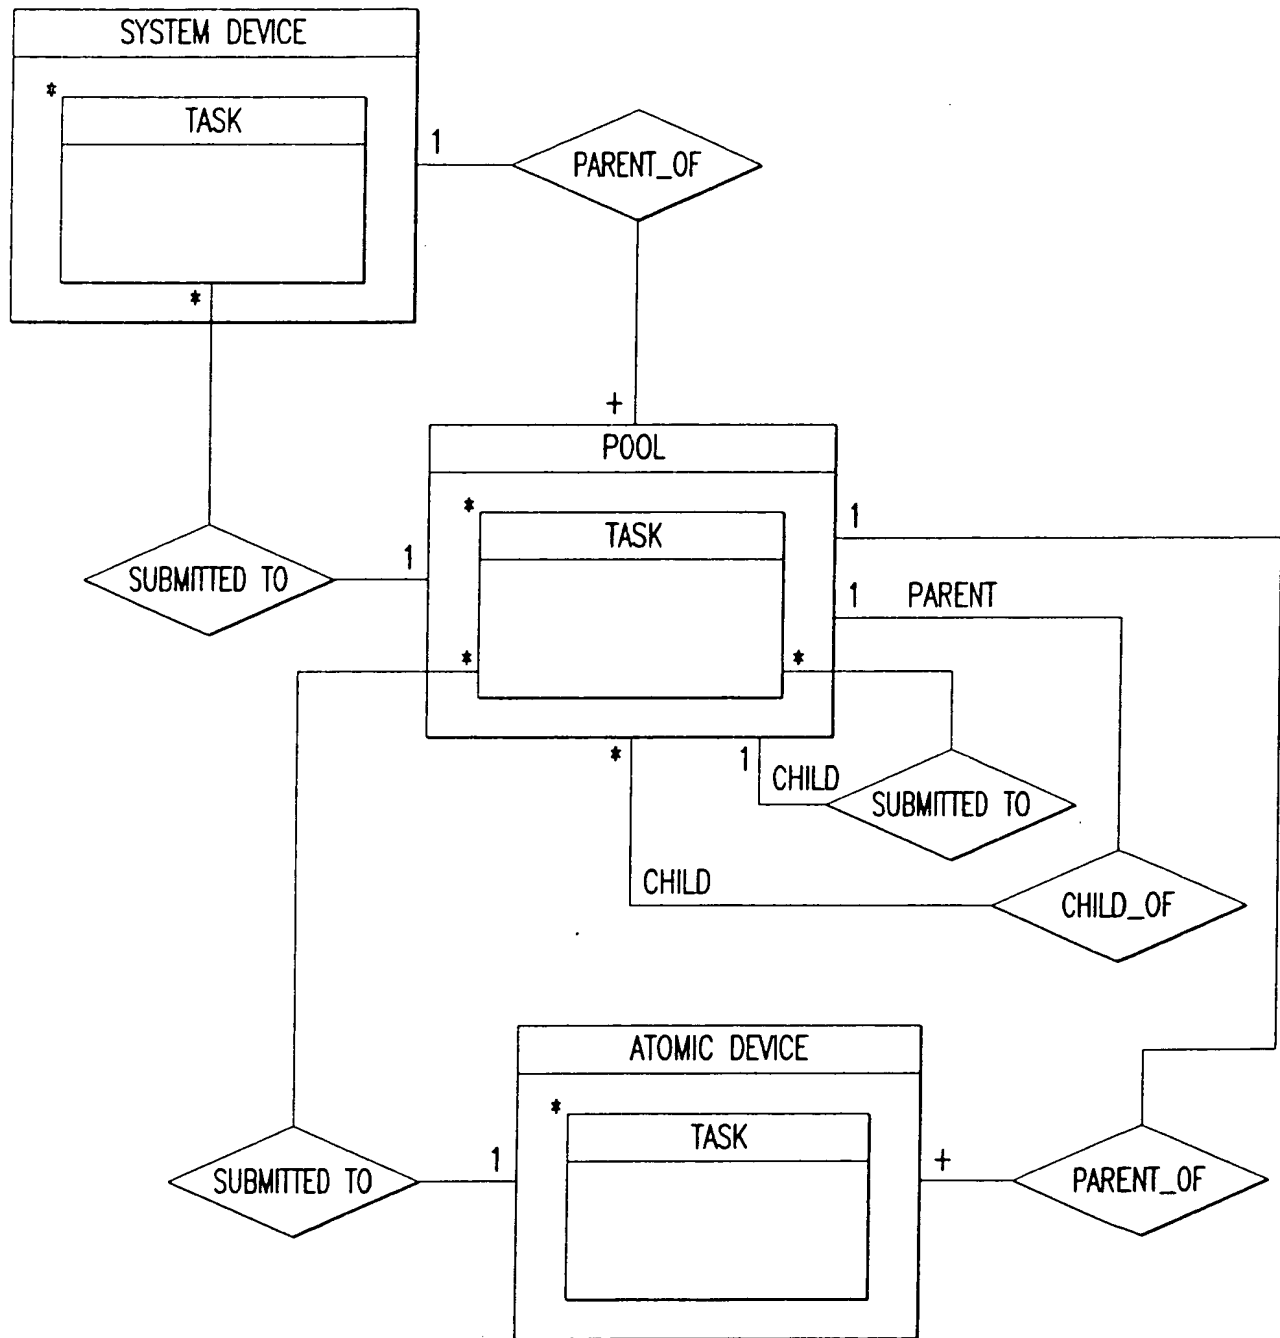 SYSTEM DEVICE
*
TASK
1
PARENT_OF
*
+
POOL
*
TASK
1
SUBMITTED TO
1
1 PARENT
*
*
*
1
CHILD
SUBMITTED TO
CHILD
CHILD_OF
ATOMIC DEVICE
*
TASK
SUBMITTED TO
1
+
PARENT_OF